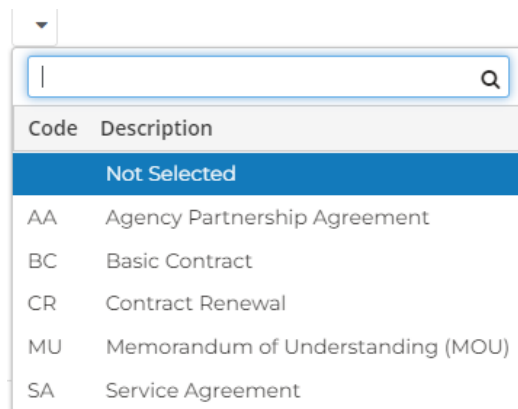 Code Description
Not Selected
AA Agency Partnership Agreement
BC Basic Contract
CR Contract Renewal
MU Memorandum of Understanding (MOU)
SA Service Agreement